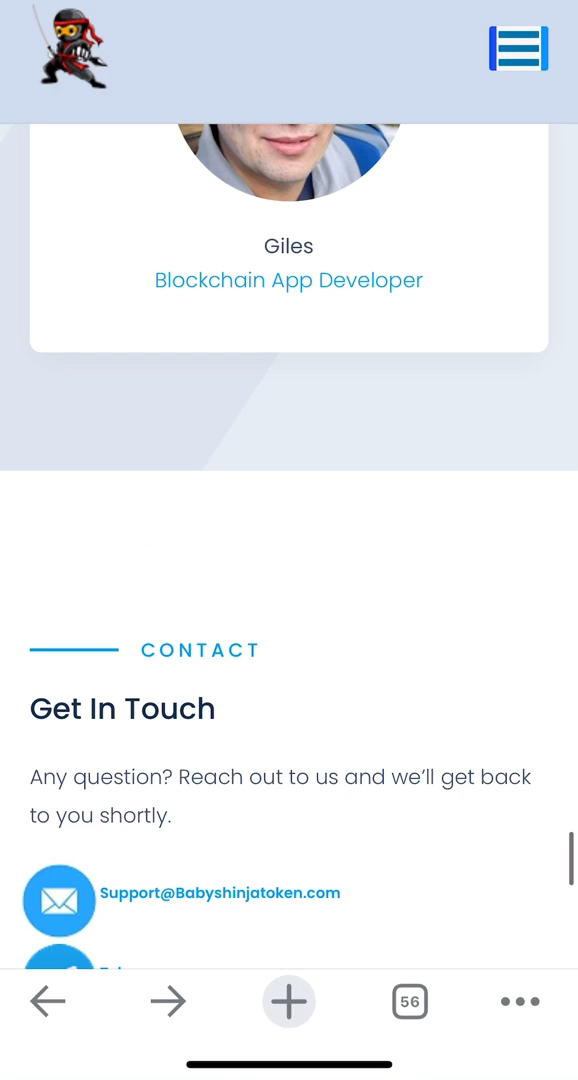 Giles
Blockchain App Developer
CONTACT
Get In Touch
Any question? Reach out to us and we’ll get back
to you shortly.
Support@Babyshinjatoken.com
56